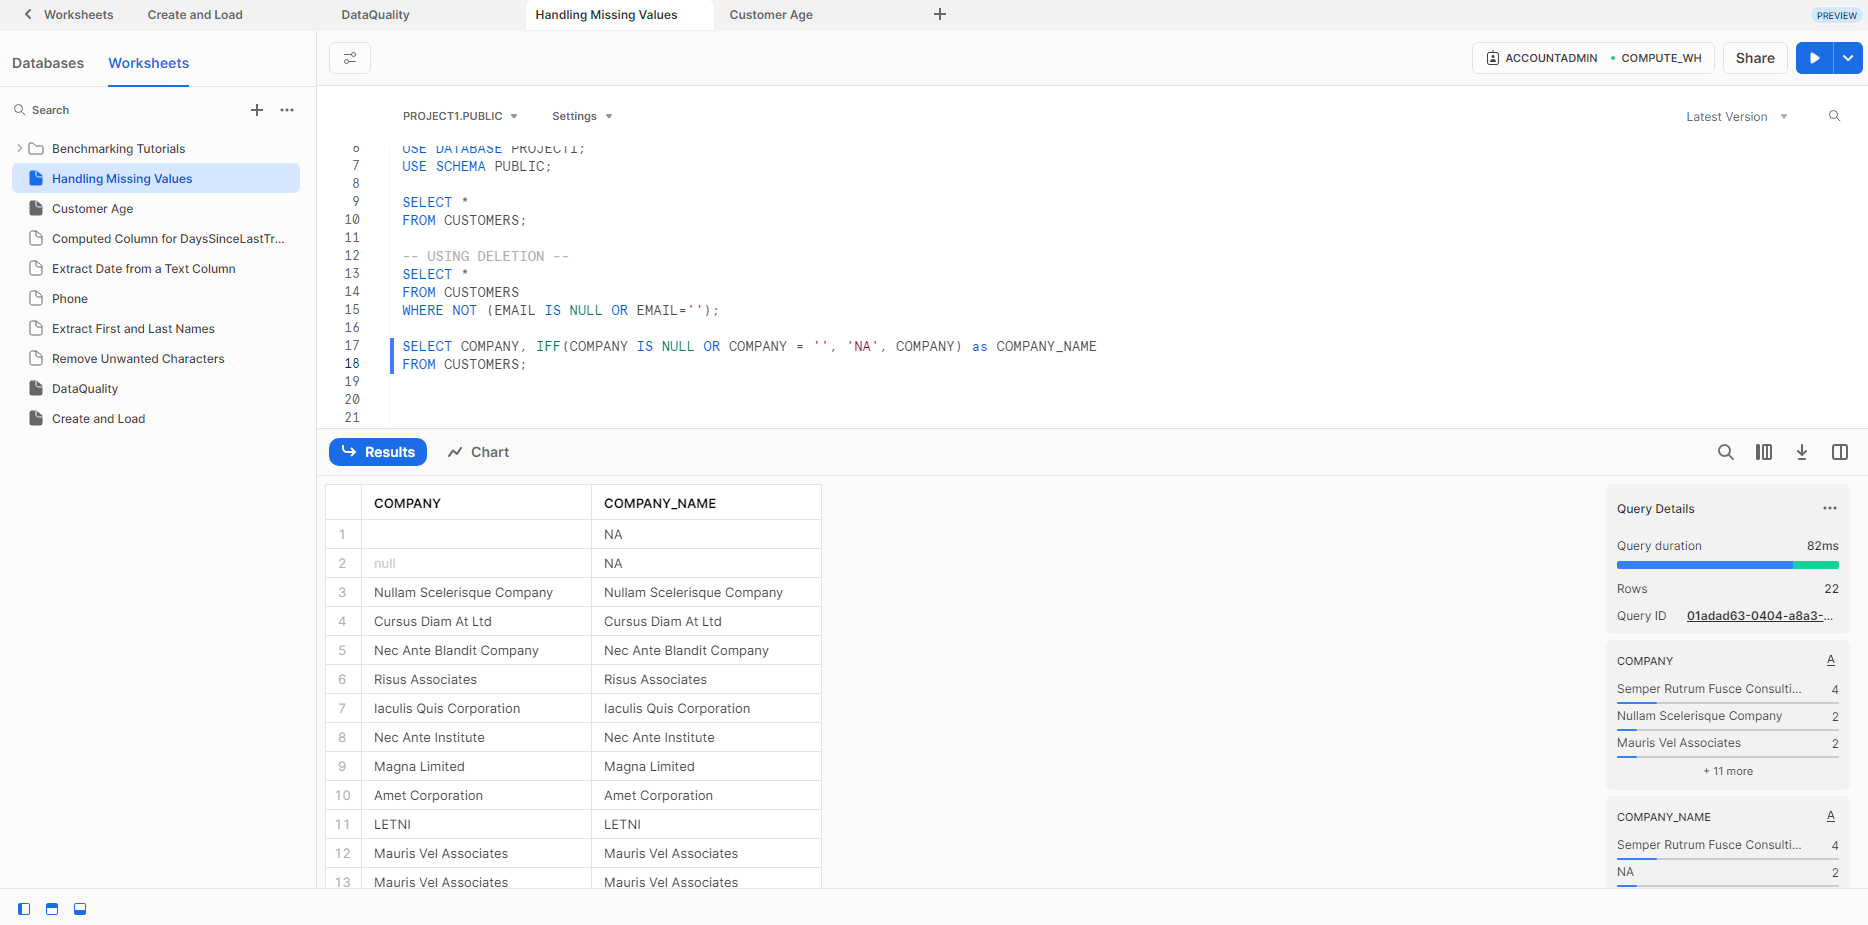 Worksheets
Create and Load
DataQuality
Handling Missing Values
Customer Age
PREVIEW
Databases
Worksheets
ACCOUNTADMIN
COMPUTE_WH
Share
Search
PROJECT1.PUBLIC
Settings
Latest Version
Benchmarking Tutorials
Handling Missing Values
Customer Age
Computed Column for DaysSinceLastTr...
Extract Date from a Text Column
Phone
Extract First and Last Names
Remove Unwanted Characters
DataQuality
Create and Load
6 USE DATABASE PROJECT1;
7 USE SCHEMA PUBLIC;
8
9 SELECT *
10 FROM CUSTOMERS;
11
12 -- USING DELETION --
13 SELECT *
14 FROM CUSTOMERS
15 WHERE NOT (EMAIL IS NULL OR EMAIL='');
16
17 SELECT COMPANY, IFF(COMPANY IS NULL OR COMPANY = '', 'NA', COMPANY) as COMPANY_NAME
18 FROM CUSTOMERS;
19
20
21
Results
Chart
COMPANY COMPANY_NAME
1 NA
2 null NA
3 Nullam Scelerisque Company Nullam Scelerisque Company
4 Cursus Diam At Ltd Cursus Diam At Ltd
5 Nec Ante Blandit Company Nec Ante Blandit Company
6 Risus Associates Risus Associates
7 Iaculis Quis Corporation Iaculis Quis Corporation
8 Nec Ante Institute Nec Ante Institute
9 Magna Limited Magna Limited
10 Amet Corporation Amet Corporation
11 LETNI LETNI
12 Mauris Vel Associates Mauris Vel Associates
13 Mauris Vel Associates Mauris Vel Associates
Query Details
Query duration 82ms
Rows 22
Query ID 01adad63-0404-a8a3-...
COMPANY A
Semper Rutrum Fusce Consulti... 4
Nullam Scelerisque Company 2
Mauris Vel Associates 2
+ 11 more
COMPANY_NAME A
Semper Rutrum Fusce Consulti... 4
NA 2